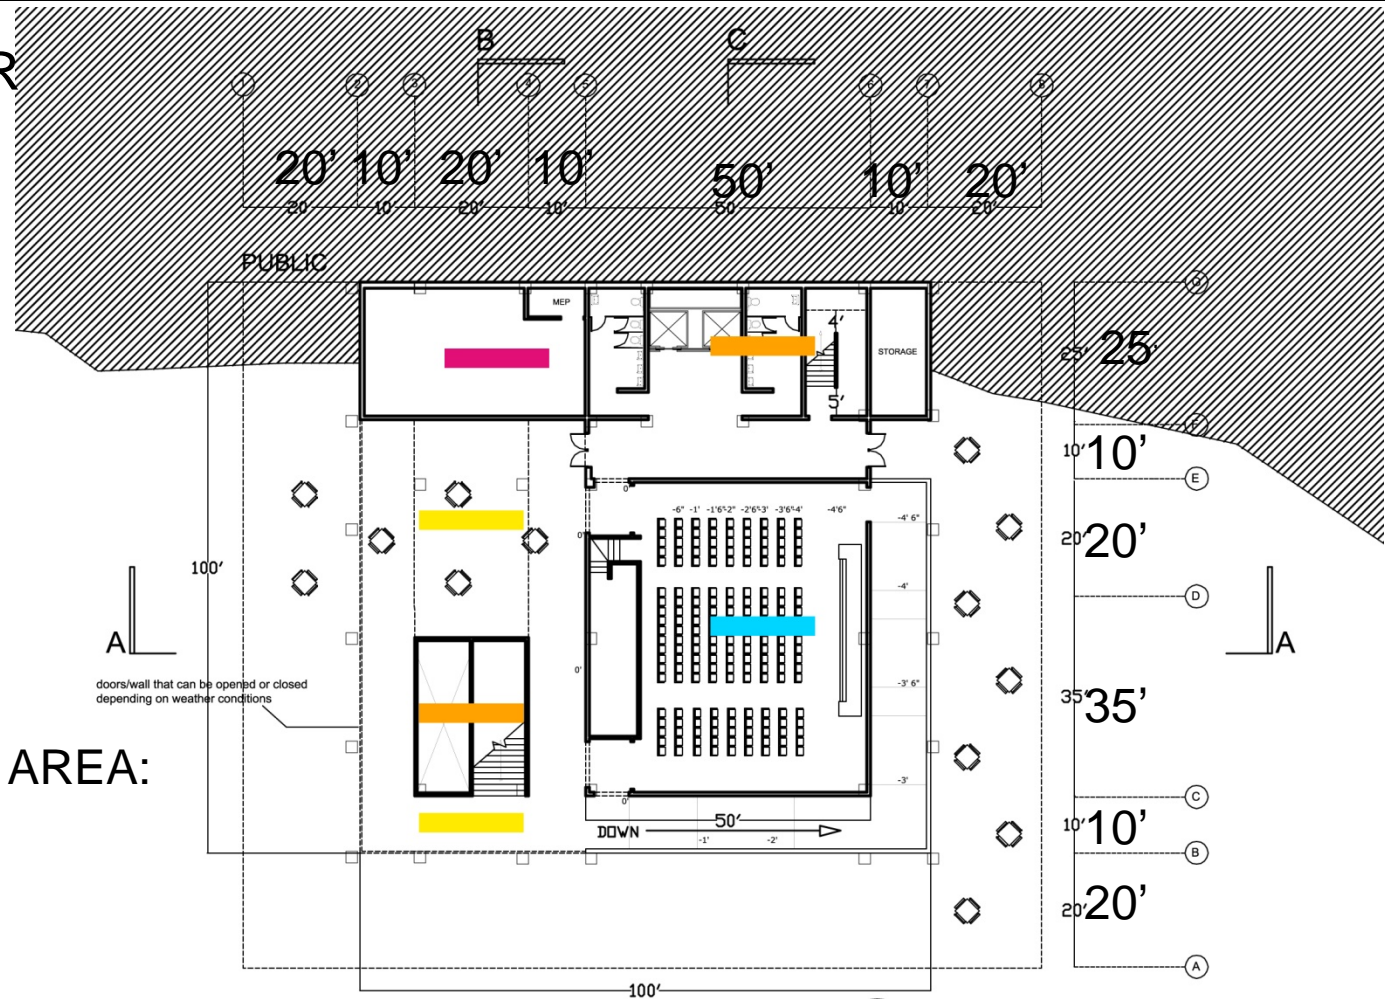 R
B
C
1 2 3 4 5 6 7 8
20' 10' 20' 10' 50' 10' 20'
20' 10' 20' 10' 50' 10' 20'
PUBLIC
G
MEP
4'
STORAGE
25' 25'
5'
F
10' 10'
E
0'
-6" -1' -1'6" -2" -2'6" -3' -3'6" -4' -4'6"
-4' 6"
0'
20' 20'
100'
-4'
D
A
A
0'
doors/wall that can be opened or closed
depending on weather conditions
-3' 6"
35' 35'
AREA:
-3'
C
0'
50'
DOWN
-1' -2'
10' 10'
B
20' 20'
A
100'